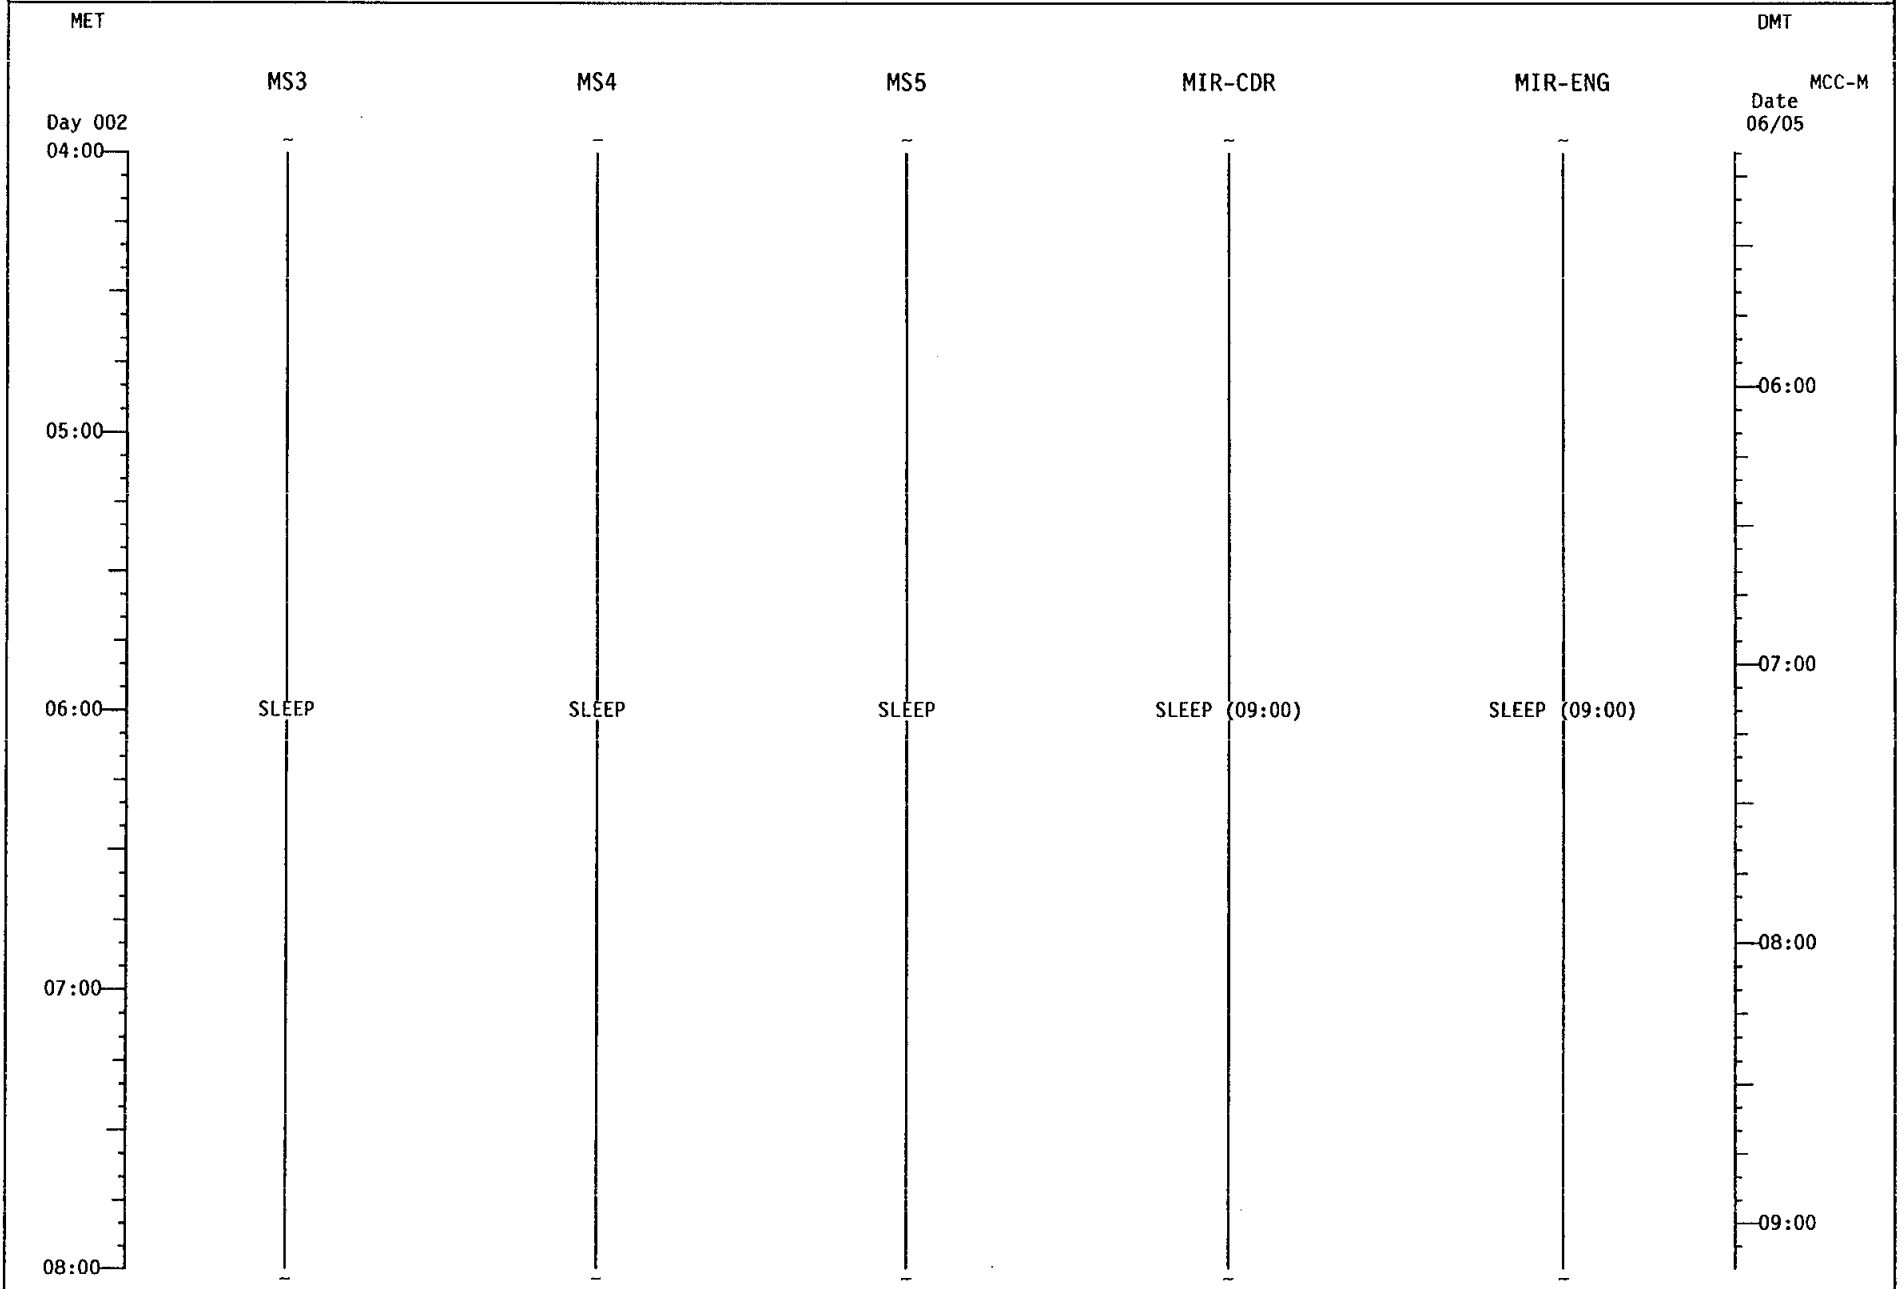 MET DMT
MS3 MS4 MS5 MIR-CDR MIR-ENG MCC-M
Date
Day 002 06/05
04:00
06:00
05:00
07:00
06:00 SLEEP SLEEP SLEEP SLEEP (09:00) SLEEP (09:00)
08:00
07:00
09:00
08:00